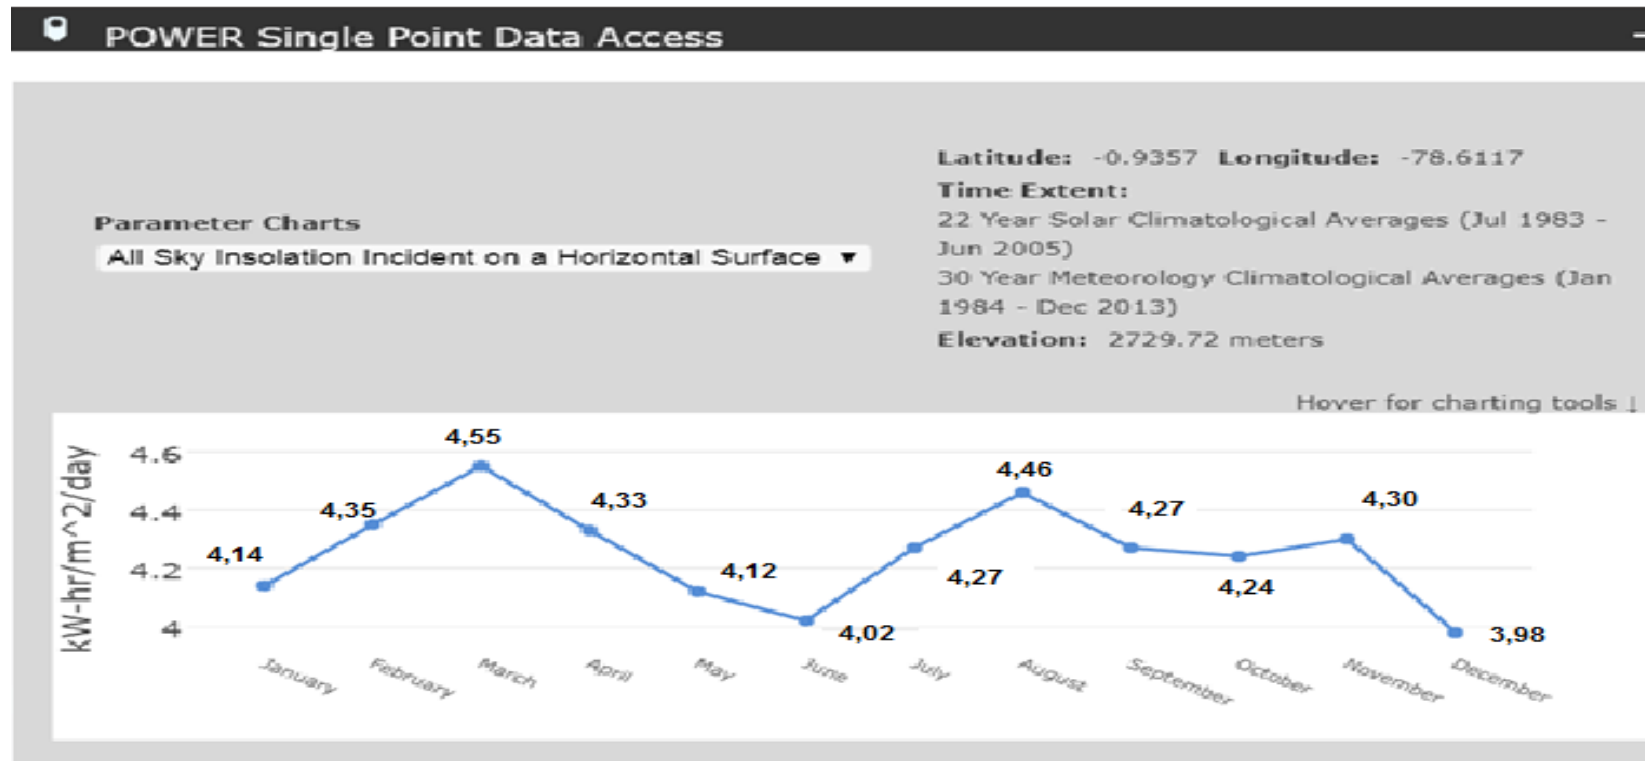 POWER Single Point Data Access
Latitude: -0.9357 Longitude: -78.6117
Time Extent:
22 Year Solar Climatological Averages (Jul 1983 -
Jun 2005)
30 Year Meteorology Climatological Averages (Jan
1984 - Dec 2013)
Elevation: 2729.72 meters
Parameter Charts
All Sky Insolation Incident on a Horizontal Surface ▼
Hover for charting tools ↓
kW-hr/m^2/day
4.6
4.4
4.2
4
4,14
4,35
4,55
4,33
4,12
4,02
4,27
4,46
4,27
4,24
4,30
3,98
January
February
March
April
May
June
July
August
September
October
November
December